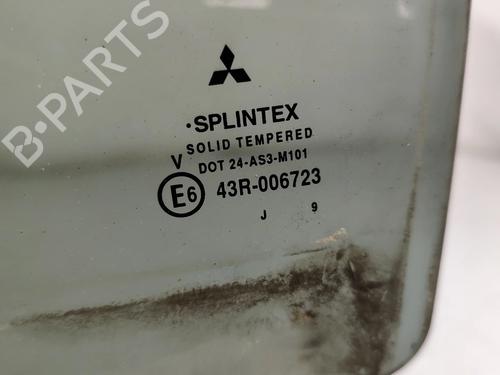 B-PARTS
·SPLINTEX
SOLID TEMPERED
V DOT 24-AS3-M101
E6 43R-006723
J 9